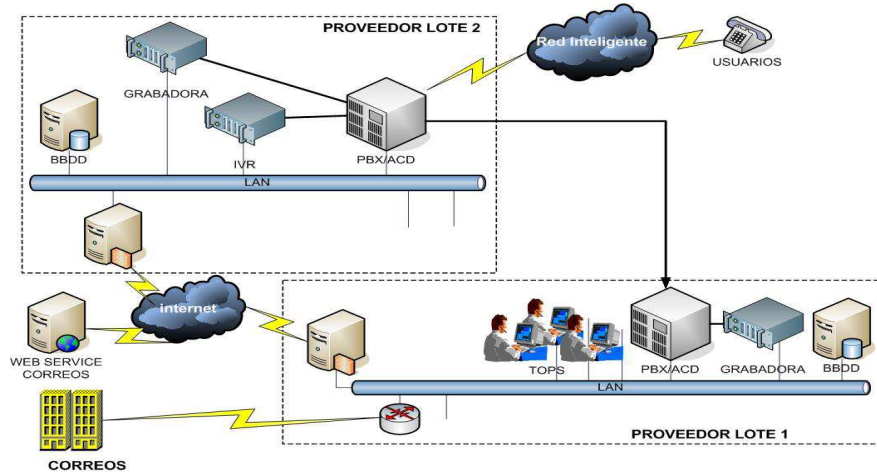 PROVEEDOR LOTE 2
Red Inteligente
USUARIOS
GRABADORA
BBDD
IVR
PBX/ACD
LAN
internet
WEB SERVICE
CORREOS
TOPS
PBX/ACD
GRABADORA
BBDD
LAN
PROVEEDOR LOTE 1
CORREOS